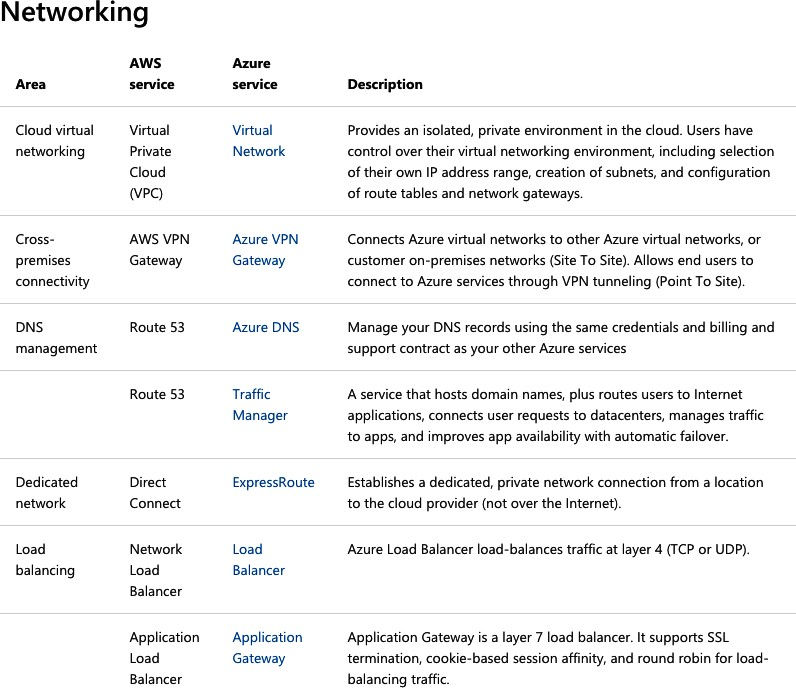 Networking
AWS
Azure
Area
service
service
Description
Cloud virtual
Virtual
Virtual
Provides an isolated, private environment in the cloud. Users have
networking
Private
Network
control over their virtual networking environment, including selection
Cloud
of their own IP address range, creation of subnets, and configuration
(VPC)
of route tables and network gateways.
Cross-
AWS VPN
Azure VPN
Connects Azure virtual networks to other Azure virtual networks, or
premises
Gateway
Gateway
customer on-premises networks (Site To Site). Allows end users to
connectivity
connect to Azure services through VPN tunneling (Point To Site).
DNS
Route 53
Azure DNS
Manage your DNS records using the same credentials and billing and
management
support contract as your other Azure services
Route 53
Traffic
A service that hosts domain names, plus routes users to Internet
Manager
applications, connects user requests to datacenters, manages traffic
to apps, and improves app availability with automatic failover.
Dedicated
Direct
ExpressRoute
Establishes a dedicated, private network connection from a location
network
Connect
to the cloud provider (not over the Internet).
Load
Network
Load
Azure Load Balancer load-balances traffic at layer 4 (TCP or UDP).
balancing
Load
Balancer
Balancer
Application
Application
Application Gateway is a layer 7 load balancer. It supports SSL
Load
Gateway
termination, cookie-based session affinity, and round robin for load-
Balancer
balancing traffic.